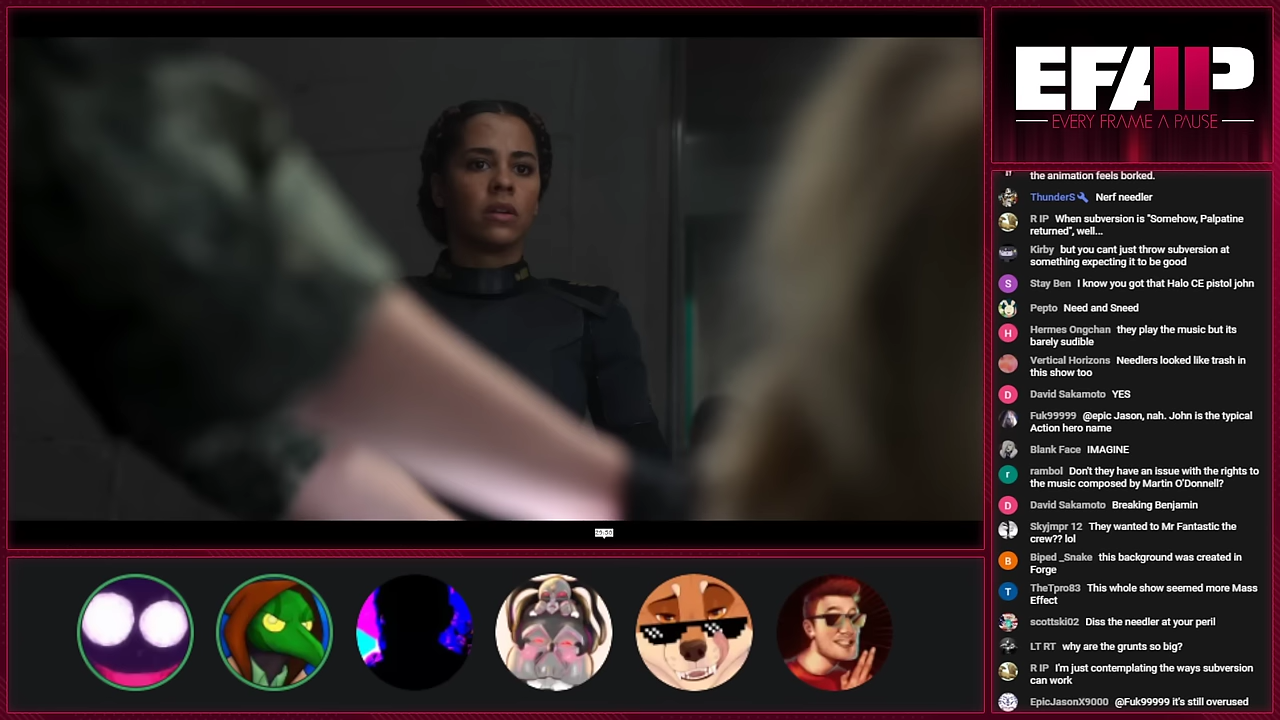 EFAP
EVERY FRAME A PAUSE
the animation feels borked.
ThunderS Nerf needler
R IP When subversion is "Somehow, Palpatine
returned", well...
Kirby but you cant just throw subversion at
something expecting it to be good
S Stay Ben I know you got that Halo CE pistol john
Pepto Need and Sneed
H Hermes Ongchan they play the music but its
barely sudible
Vertical Horizons Needlers looked like trash in
this show too
D David Sakamoto YES
Fuk99999 @epic Jason, nah. John is the typical
Action hero name
Blank Face IMAGINE
r rambol Don't they have an issue with the rights to
the music composed by Martin O'Donnell?
D David Sakamoto Breaking Benjamin
Skyjmpr 12 They wanted to Mr Fantastic the
crew?? lol
B Biped _Snake this background was created in
Forge
T TheTpro83 This whole show seemed more Mass
Effect
scottski02 Diss the needler at your peril
LT RT why are the grunts so big?
R IP I'm just contemplating the ways subversion
can work
EpicJasonX9000 @Fuk99999 it's still overused